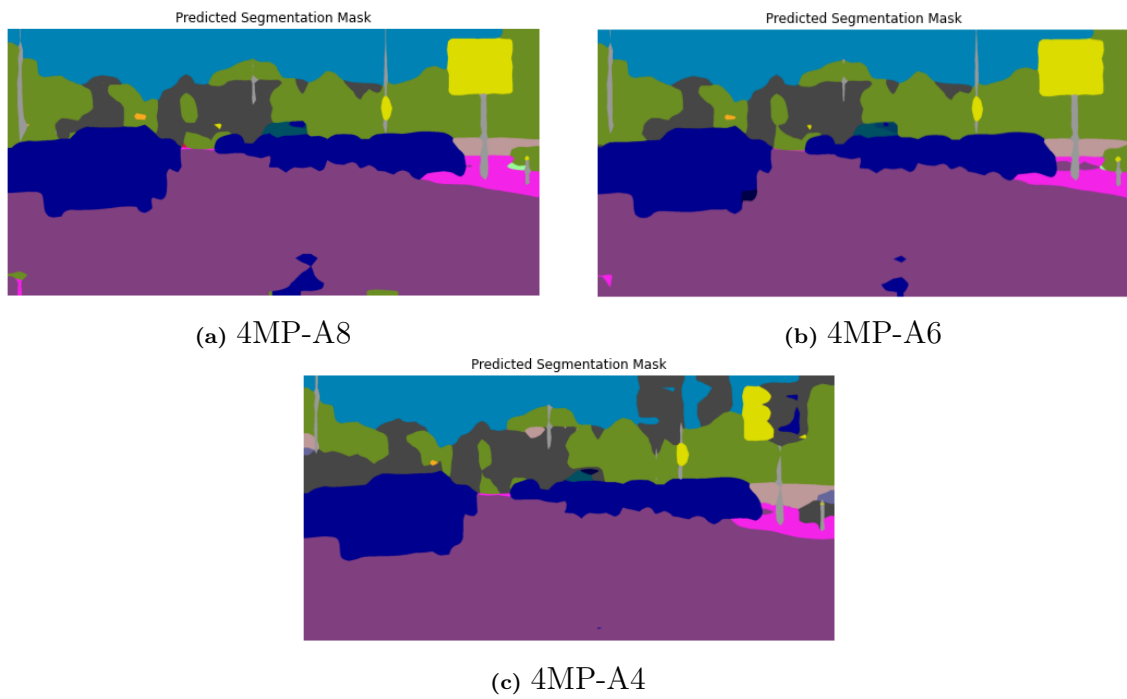 Predicted Segmentation Mask
Predicted Segmentation Mask
(a) 4MP-A8
(b) 4MP-A6
Predicted Segmentation Mask
(c) 4MP-A4